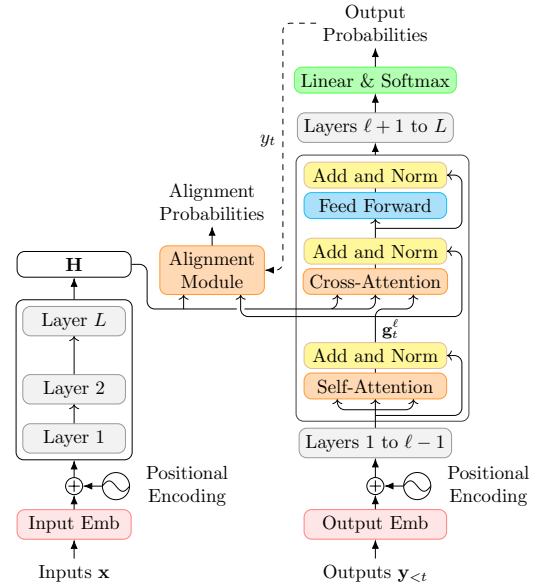 Output
Probabilities
Linear & Softmax
Layers ℓ + 1 to L
y_t
Add and Norm
Feed Forward
Alignment
Probabilities
Add and Norm
Alignment
Module
Cross-Attention
H
g_t^ℓ
Layer L
Add and Norm
Self-Attention
Layer 2
Layer 1
Layers 1 to ℓ − 1
Positional
Encoding
Positional
Encoding
Input Emb
Output Emb
Inputs x
Outputs y_{<t}